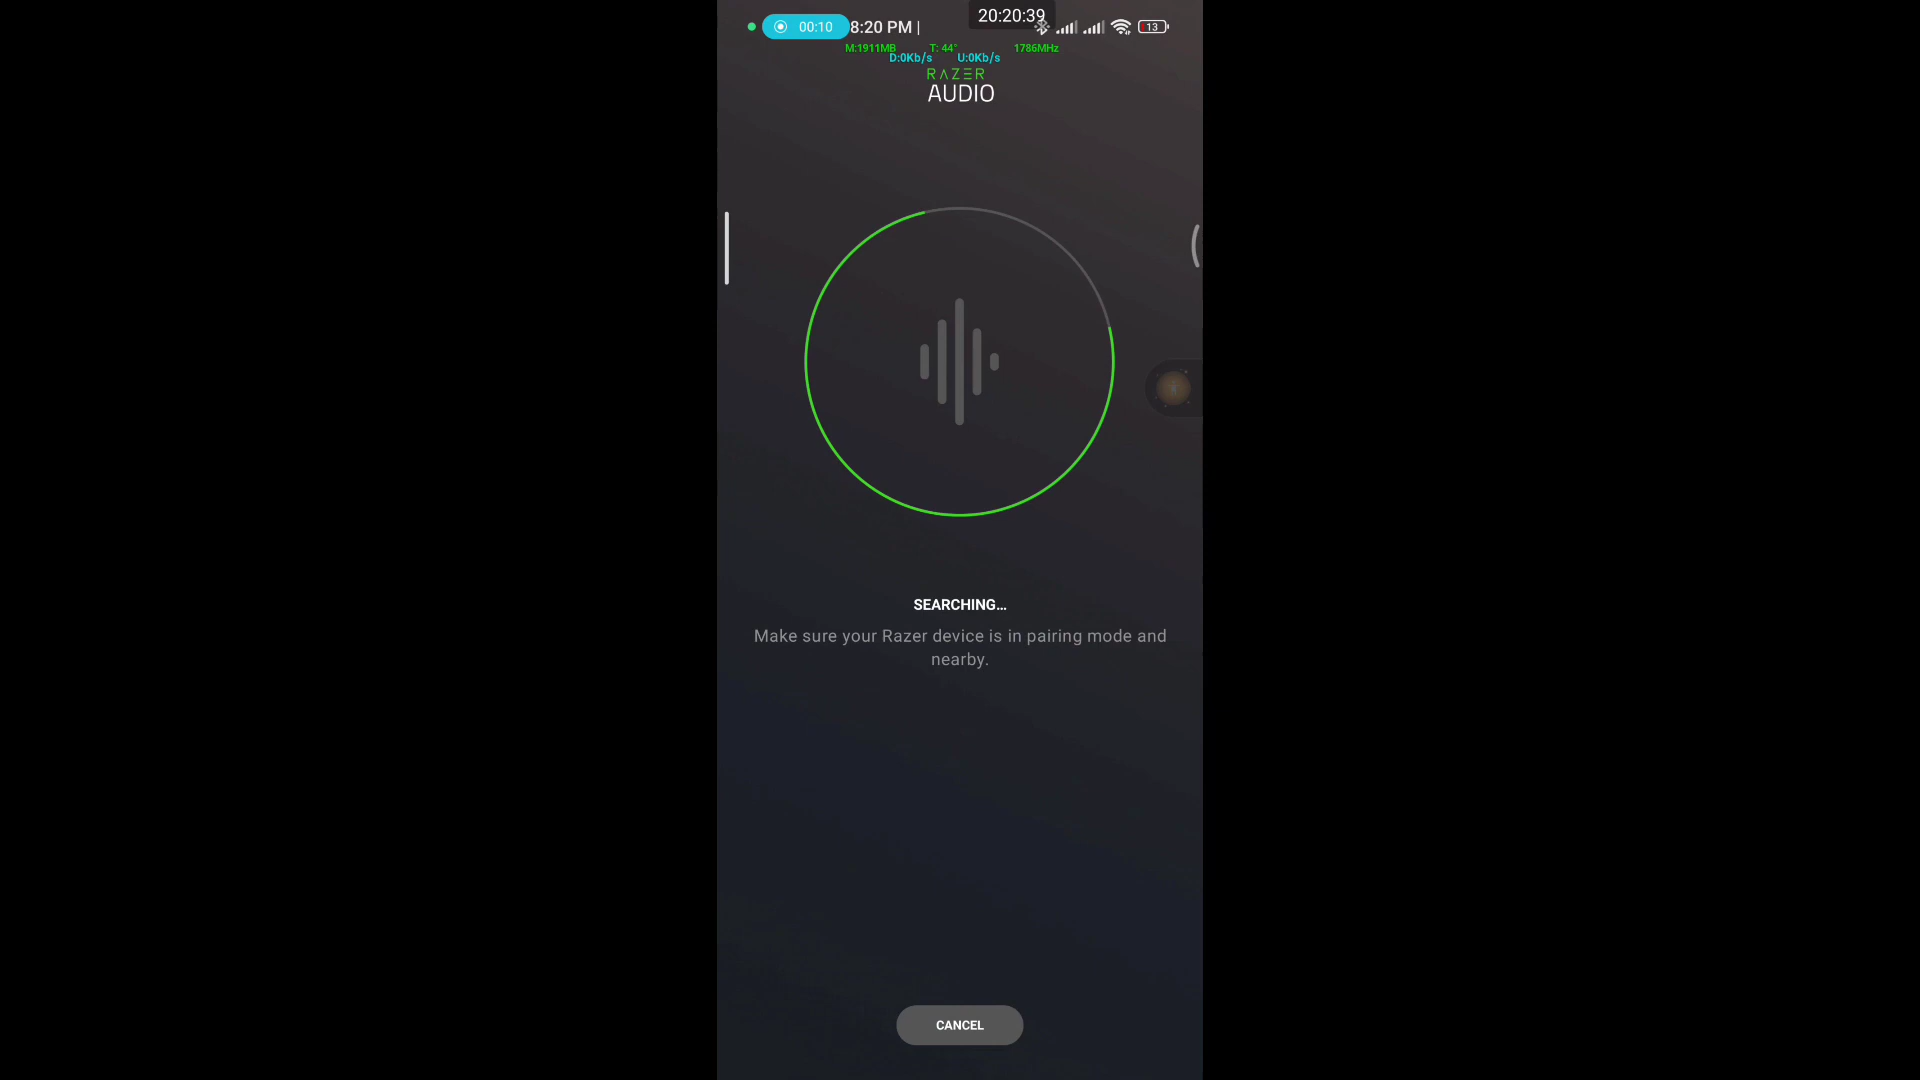 20:20:39
00:10
8:20 PM |
13
M:1911MB T: 44° 1786MHz
D:0Kb/s U:0Kb/s
RAZER
AUDIO
SEARCHING...
Make sure your Razer device is in pairing mode and
nearby.
CANCEL